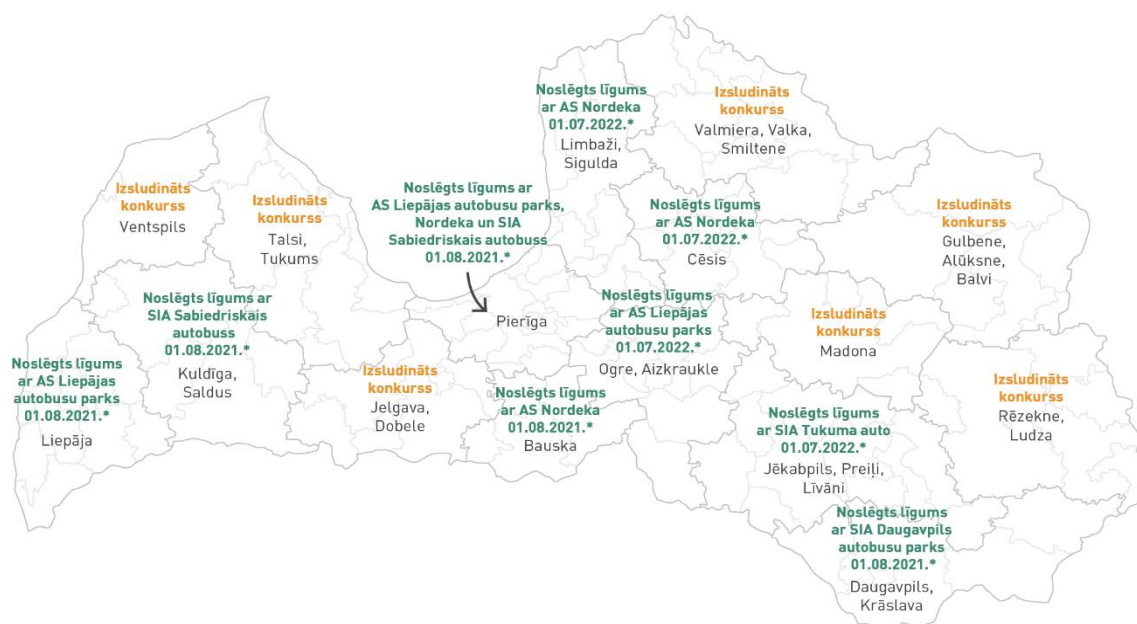 Noslēgts līgums
ar AS Nordeka
01.07.2022.*
Limbaži,
Sigulda
Izsludināts
konkurss
Valmiera, Valka,
Smiltene
Izsludināts
konkurss
Ventspils
Izsludināts
konkurss
Talsi,
Tukums
Noslēgts līgums ar
AS Liepājas autobusu parks,
Nordeka un SIA
Sabiedriskais autobuss
01.08.2021.*
Pierīga
Noslēgts līgums
ar AS Nordeka
01.07.2022.*
Cēsis
Izsludināts
konkurss
Gulbene,
Alūksne,
Balvi
Noslēgts līgums ar
SIA Sabiedriskais
autobuss
01.08.2021.*
Kuldīga,
Saldus
Noslēgts līgums
ar AS Liepājas
autobusu parks
01.07.2022.*
Ogre, Aizkraukle
Izsludināts
konkurss
Madona
Noslēgts līgums
ar AS Liepājas
autobusu parks
01.08.2021.*
Liepāja
Izsludināts
konkurss
Jelgava,
Dobele
Noslēgts līgums
ar AS Nordeka
01.08.2021.*
Bauska
Izsludināts
konkurss
Rēzekne,
Ludza
Noslēgts līgums
ar SIA Tukuma auto
01.07.2022.*
Jēkabpils, Preiļi,
Līvāni
Noslēgts līgums
ar SIA Daugavpils
autobusu parks
01.08.2021.*
Daugavpils,
Krāslava